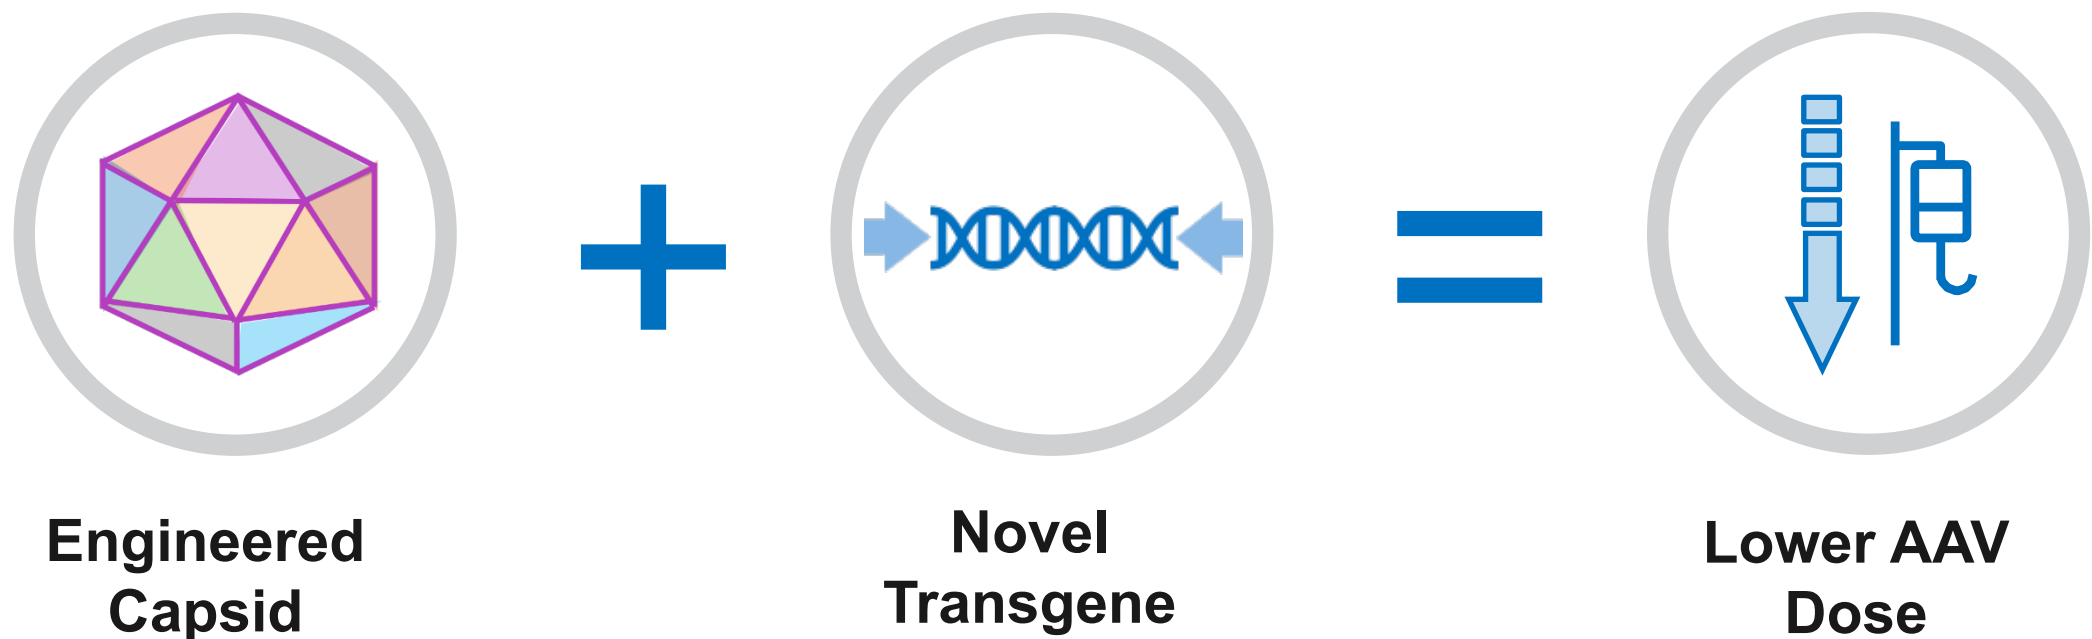 Engineered
Capsid
Novel
Transgene
Lower AAV
Dose